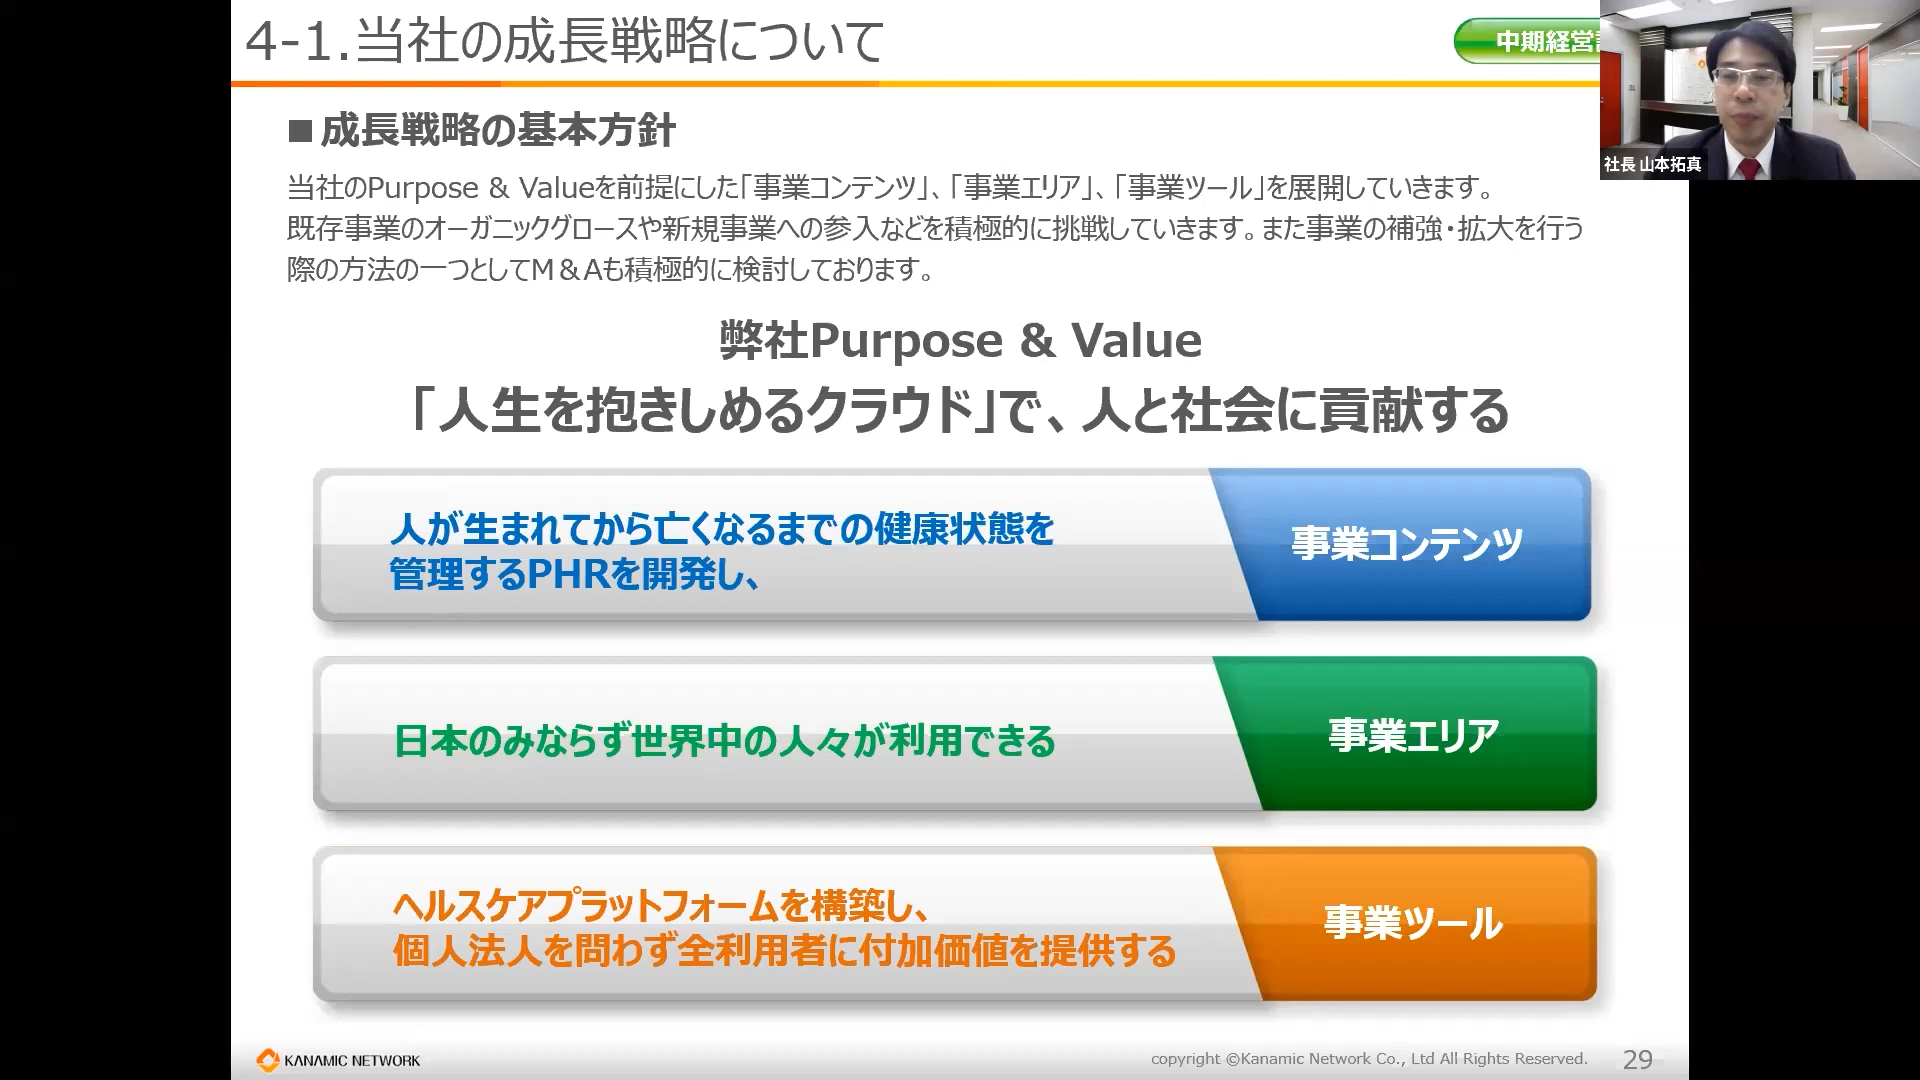 4-1.当社の成長戦略について
中期経営
社長 山本拓真
■成長戦略の基本方針
当社のPurpose & Valueを前提にした「事業コンテンツ」、「事業エリア」、「事業ツール」を展開していきます。
既存事業のオーガニックグロースや新規事業への参入などを積極的に挑戦していきます。また事業の補強・拡大を行う
際の方法の一つとしてM&Aも積極的に検討しております。
弊社Purpose & Value
「人生を抱きしめるクラウド」で、人と社会に貢献する
人が生まれてから亡くなるまでの健康状態を
管理するPHRを開発し、
事業コンテンツ
日本のみならず世界中の人々が利用できる
事業エリア
ヘルスケアプラットフォームを構築し、
個人法人を問わず全利用者に付加価値を提供する
事業ツール
KANAMIC NETWORK
copyright ©Kanamic Network Co., Ltd All Rights Reserved.
29